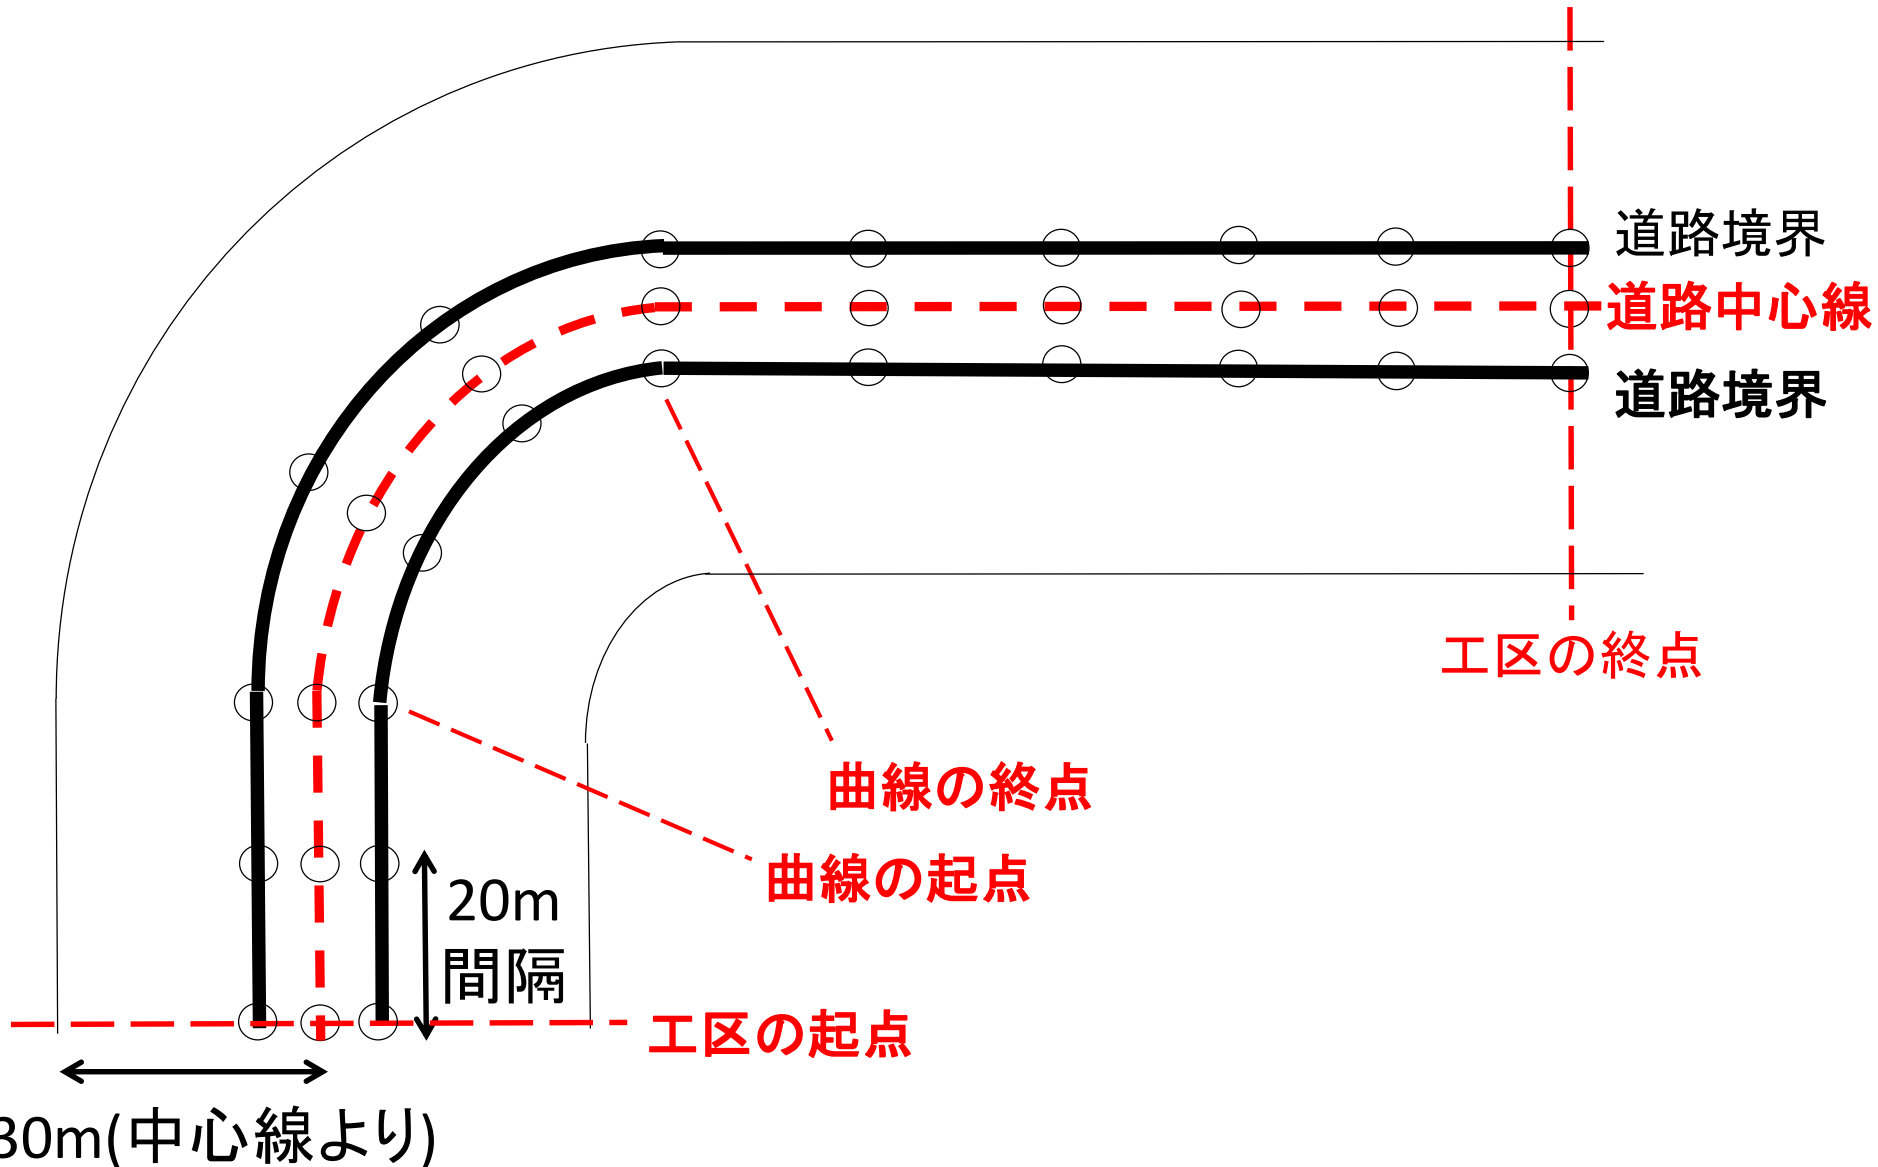 道路境界
道路中心線
道路境界
工区の終点
曲線の終点
曲線の起点
20m
間隔
工区の起点
30m(中心線より)